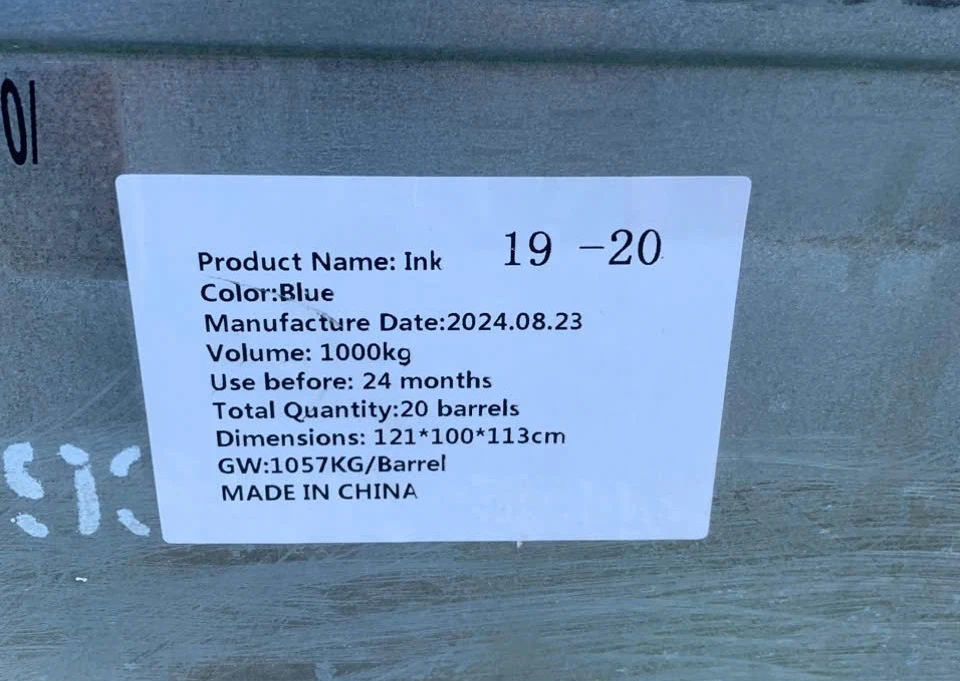 01
19 -20
Product Name: Ink
Color:Blue
Manufacture Date:2024.08.23
Volume: 1000kg
Use before: 24 months
Total Quantity:20 barrels
Dimensions: 121*100*113cm
GW:1057KG/Barrel
MADE IN CHINA